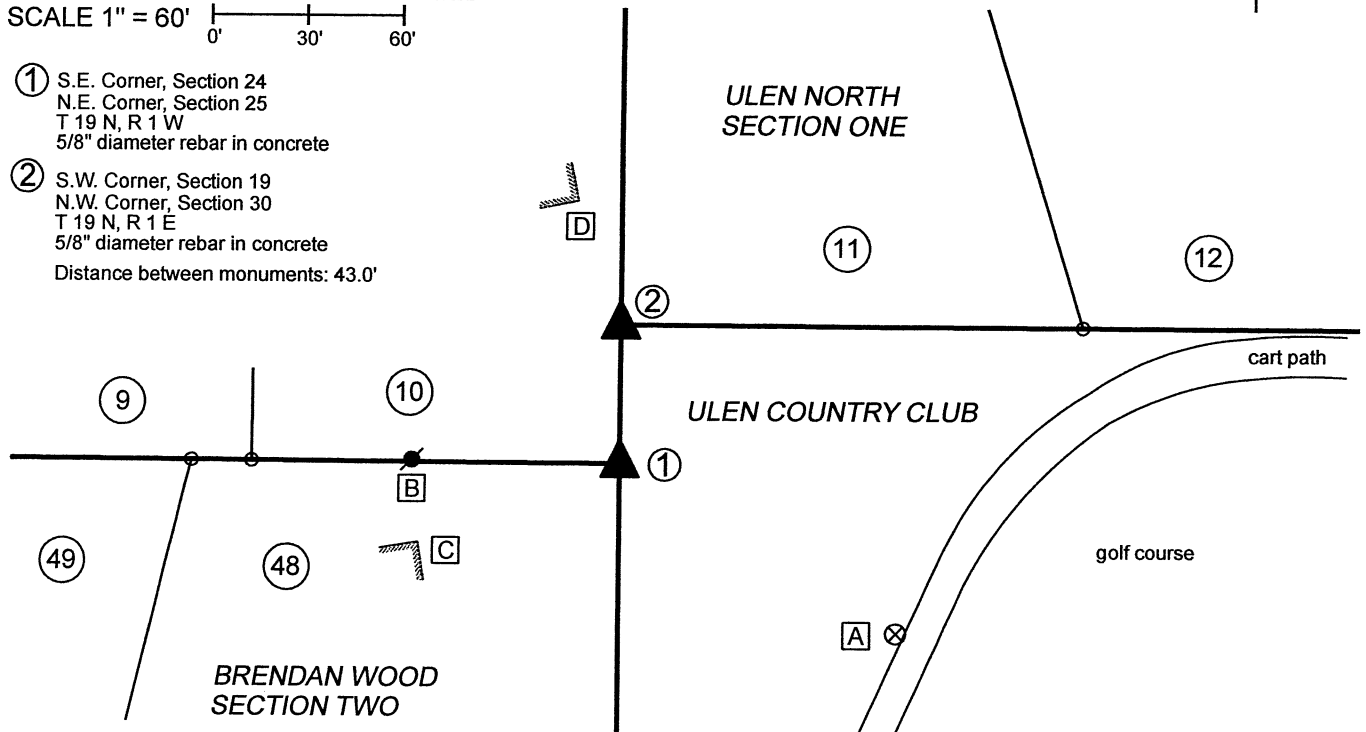 SCALE 1" = 60'
0' 30' 60'
1 S.E. Corner, Section 24
N.E. Corner, Section 25
T 19 N, R 1 W
5/8" diameter rebar in concrete
2 S.W. Corner, Section 19
N.W. Corner, Section 30
T 19 N, R 1 E
5/8" diameter rebar in concrete
Distance between monuments: 43.0'
ULEN NORTH
SECTION ONE
D
11
12
2
cart path
9
10
ULEN COUNTRY CLUB
1
B
C
49
48
golf course
A
BRENDAN WOOD
SECTION TWO